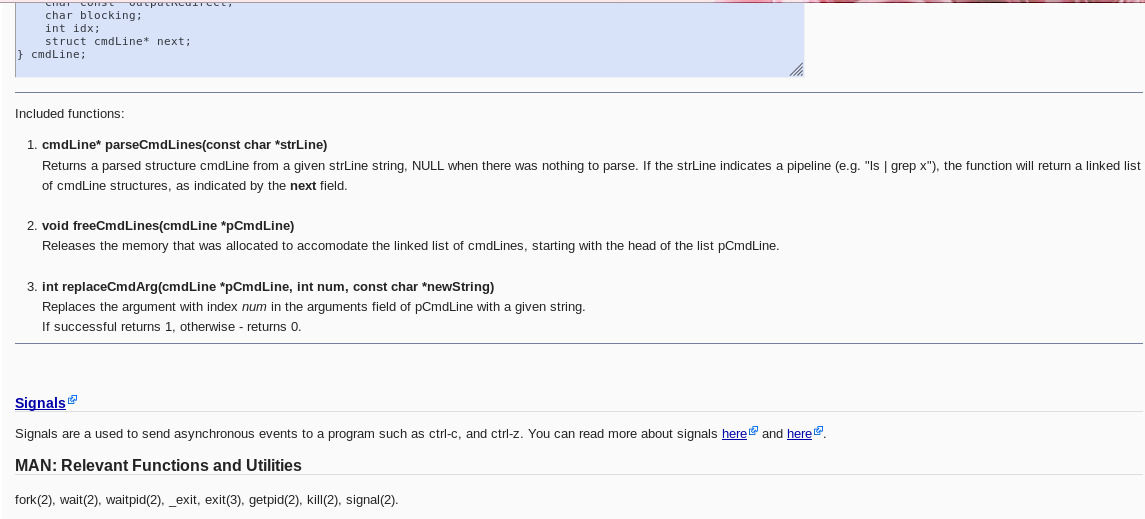 char const *outputRedirect;
char blocking;
int idx;
struct cmdLine* next;
} cmdLine;
Included functions:
1. cmdLine* parseCmdLines(const char *strLine)
Returns a parsed structure cmdLine from a given strLine string, NULL when there was nothing to parse. If the strLine indicates a pipeline (e.g. "ls | grep x"), the function will return a linked list
of cmdLine structures, as indicated by the next field.
2. void freeCmdLines(cmdLine *pCmdLine)
Releases the memory that was allocated to accomodate the linked list of cmdLines, starting with the head of the list pCmdLine.
3. int replaceCmdArg(cmdLine *pCmdLine, int num, const char *newString)
Replaces the argument with index num in the arguments field of pCmdLine with a given string.
If successful returns 1, otherwise - returns 0.
Signals
Signals are a used to send asynchronous events to a program such as ctrl-c, and ctrl-z. You can read more about signals here and here.
MAN: Relevant Functions and Utilities
fork(2), wait(2), waitpid(2), _exit, exit(3), getpid(2), kill(2), signal(2).